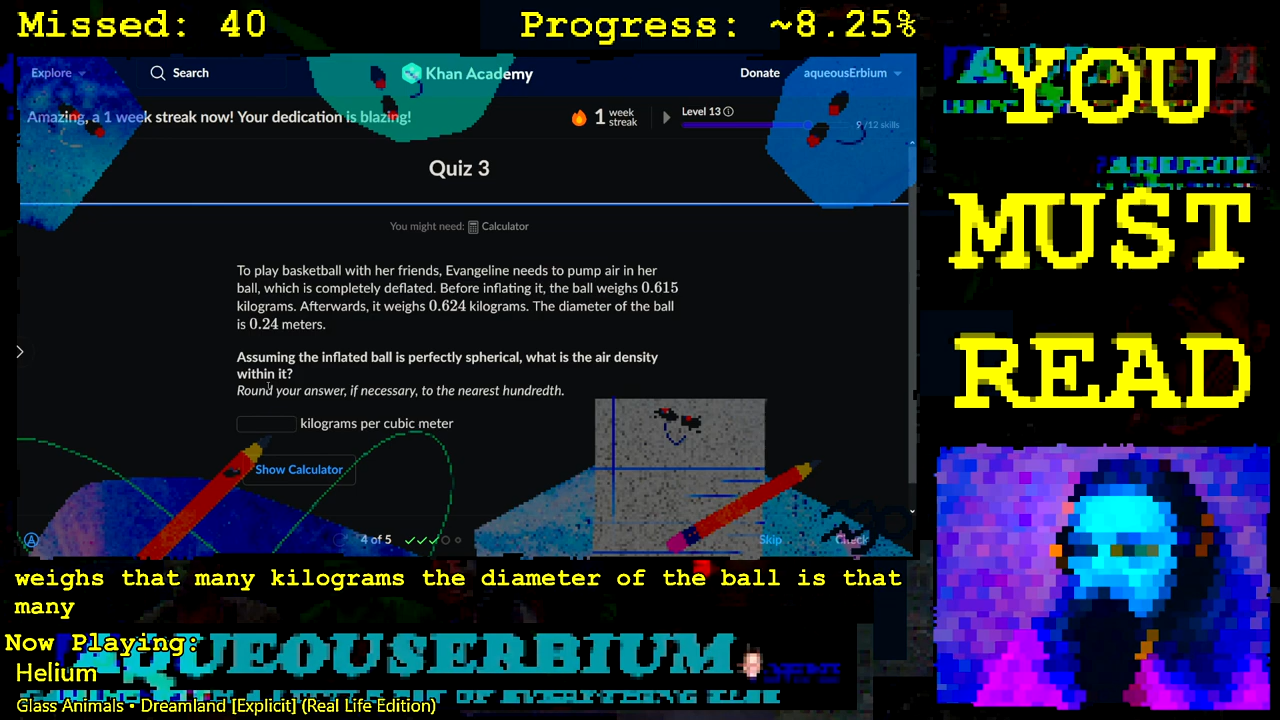 Missed: 40
Progress: ~8.25%
YOU
MUST
READ
Explore
Search
Khan Academy
Donate
aqueousErbium
Amazing, a 1 week streak now! Your dedication is blazing!
1 week streak
Level 13
9/12 skills
Quiz 3
You might need: Calculator
To play basketball with her friends, Evangeline needs to pump air in her
ball, which is completely deflated. Before inflating it, the ball weighs 0.615
kilograms. Afterwards, it weighs 0.624 kilograms. The diameter of the ball
is 0.24 meters.
Assuming the inflated ball is perfectly spherical, what is the air density
within it?
Round your answer, if necessary, to the nearest hundredth.
kilograms per cubic meter
Show Calculator
4 of 5
Skip
Check
weighs that many kilograms the diameter of the ball is that
many
Now Playing:
AQUEOUSERBIUM
Helium
Glass Animals • Dreamland [Explicit] (Real Life Edition)